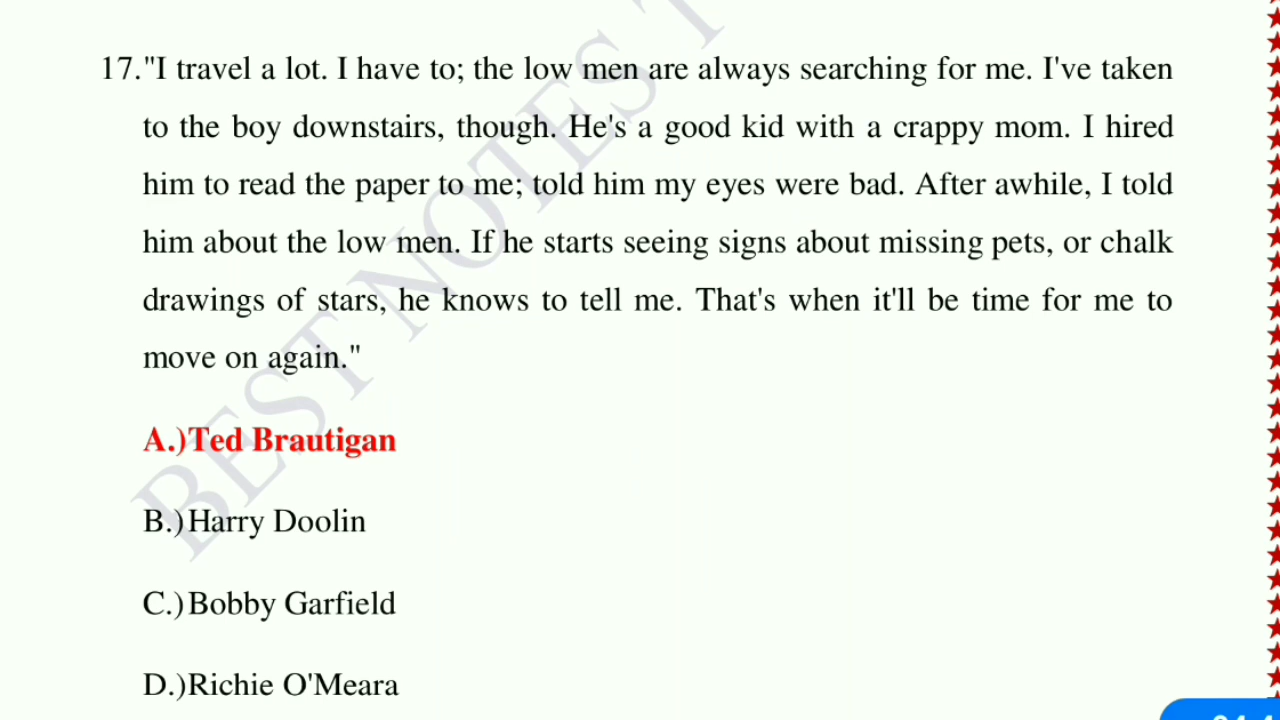 17."I travel a lot. I have to; the low men are always searching for me. I've taken
to the boy downstairs, though. He's a good kid with a crappy mom. I hired
him to read the paper to me; told him my eyes were bad. After awhile, I told
him about the low men. If he starts seeing signs about missing pets, or chalk
drawings of stars, he knows to tell me. That's when it'll be time for me to
move on again."
A.)Ted Brautigan
B.)Harry Doolin
C.)Bobby Garfield
D.)Richie O'Meara
BEST NOTES T